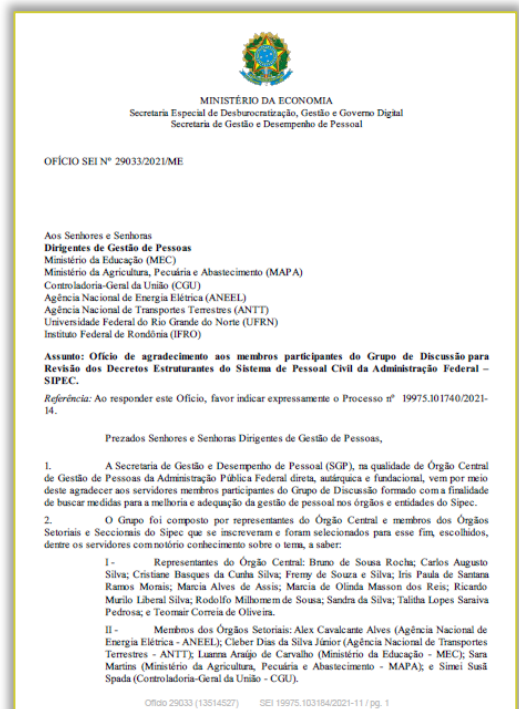 MINISTÉRIO DA ECONOMIA
Secretaria Especial de Desburocratização, Gestão e Governo Digital
Secretaria de Gestão e Desempenho de Pessoal
OFÍCIO SEI Nº 29033/2021/ME
Aos Senhores e Senhoras
Dirigentes de Gestão de Pessoas
Ministério da Educação (MEC)
Ministério da Agricultura, Pecuária e Abastecimento (MAPA)
Controladoria-Geral da União (CGU)
Agência Nacional de Energia Elétrica (ANEEL)
Agência Nacional de Transportes Terrestres (ANTT)
Universidade Federal do Rio Grande do Norte (UFRN)
Instituto Federal de Rondônia (IFRO)
Assunto: Ofício de agradecimento aos membros participantes do Grupo de Discussão para
Revisão dos Decretos Estruturantes do Sistema de Pessoal Civil da Administração Federal –
SIPEC.
Referência: Ao responder este Ofício, favor indicar expressamente o Processo nº 19975.101740/2021-
14.
Prezados Senhores e Senhoras Dirigentes de Gestão de Pessoas,
1. A Secretaria de Gestão e Desempenho de Pessoal (SGP), na qualidade de Órgão Central
de Gestão de Pessoas da Administração Pública Federal direta, autárquica e fundacional, vem por meio
deste agradecer aos servidores membros participantes do Grupo de Discussão formado com a finalidade
de buscar medidas para a melhoria e adequação da gestão de pessoal nos órgãos e entidades do Sipec.
2. O Grupo foi composto por representantes do Órgão Central e membros dos Órgãos
Setoriais e Seccionais do Sipec que se inscreveram e foram selecionados para esse fim, escolhidos,
dentre os servidores com notório conhecimento sobre o tema, a saber:
I - Representantes do Órgão Central: Bruno de Sousa Rocha; Carlos Augusto
Silva; Cristiane Basques da Cunha Silva; Fremy de Souza e Silva; Iris Paula de Santana
Ramos Morais; Marcia Alves de Assis; Marcia de Olinda Masson dos Reis; Ricardo
Murilo Liberal Silva; Rodolfo Milhomem de Sousa; Sandra da Silva; Talitha Lopes Saraiva
Pedrosa; e Teomair Correia de Oliveira.
II - Membros dos Órgãos Setoriais: Alex Cavalcante Alves (Agência Nacional de
Energia Elétrica - ANEEL); Cleber Dias da Silva Júnior (Agência Nacional de Transportes
Terrestres - ANTT); Luanna Araújo de Carvalho (Ministério da Educação - MEC); Sara
Martins (Ministério da Agricultura, Pecuária e Abastecimento - MAPA); e Simei Susã
Spada (Controladoria-Geral da União - CGU).
Ofício 29033 (13514527) SEI 19975.103184/2021-11 / pg. 1